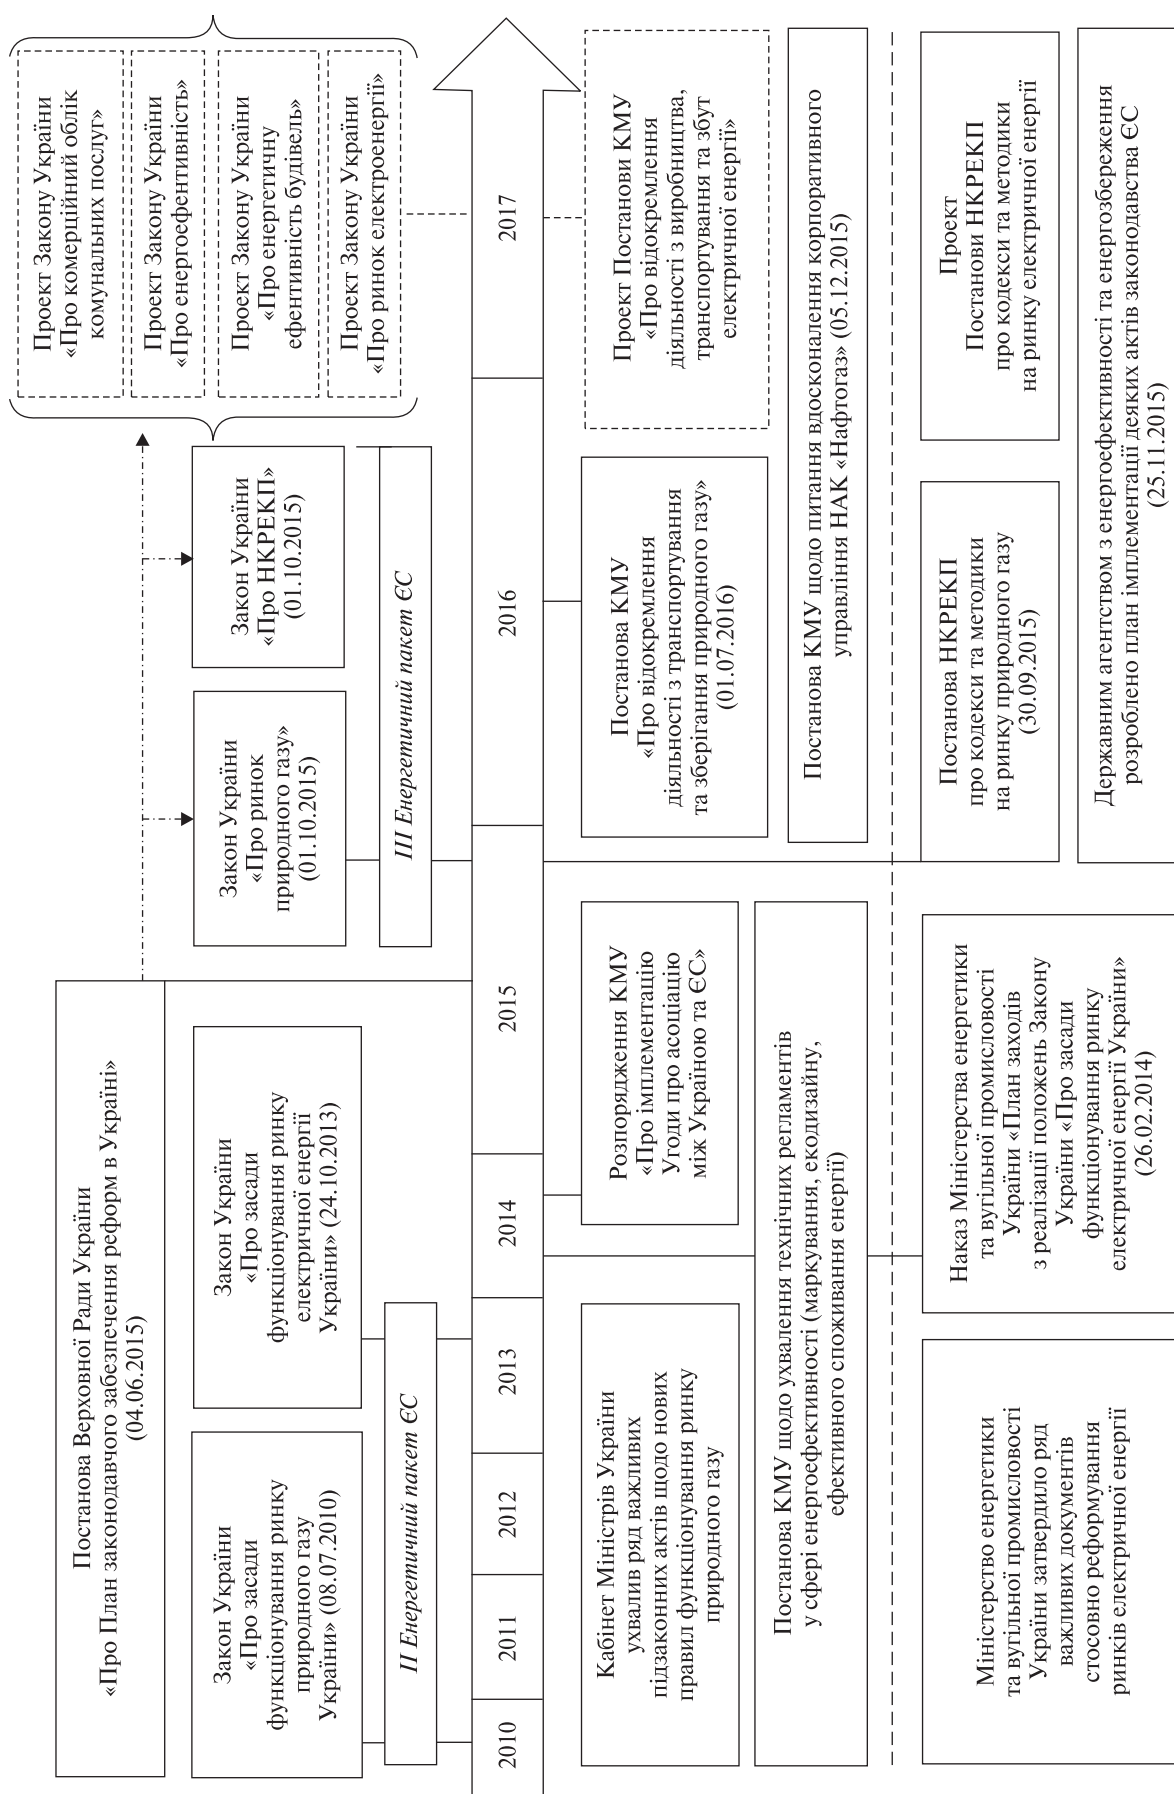 Постанова Верховної Ради України
«Про План законодавчого забезпечення реформ в Україні»
(04.06.2015)
Закон України
«Про засади
функціонування ринку
природного газу
України» (08.07.2010)
Закон України
«Про засади
функціонування ринку
електричної енергії
України» (24.10.2013)
Закон України
«Про ринок
природного газу»
(01.10.2015)
Закон України
«Про НКРЕКП»
(01.10.2015)
Проект Закону України
«Про комерційний облік
комунальних послуг»
Проект Закону України
«Про енергоефентивність»
Проект Закону України
«Про енергетичну
ефентивність будівель»
Проект Закону України
«Про ринок електроенергії»
II Енергетичний пакет ЄС
III Енергетичний пакет ЄС
2010
2011
2012
2013
2014
2015
2016
2017
Кабінет Міністрів України
ухвалив ряд важливих
підзаконних актів щодо нових
правил функціонування ринку
природного газу
Розпорядження КМУ
«Про імплементацію
Угоди про асоціацію
між Україною та ЄС»
Постанова КМУ
«Про відокремлення
діяльності з транспортування
та зберігання природного газу»
(01.07.2016)
Проект Постанови КМУ
«Про відокремлення
діяльності з виробництва,
транспортування та збут
електричної енергії»
Постанова КМУ щодо ухвалення технічних регламентів
у сфері енергоефективності (маркування, екодизайну,
ефективного споживання енергії)
Постанова КМУ щодо питання вдосконалення корпоративного
управління НАК «Нафтогаз» (05.12.2015)
Міністерство енергетики
та вугільної промисловості
України затвердило ряд
важливих документів
стосовно реформування
ринків електричної енергії
Наказ Міністерства енергетики
та вугільної промисловості
України «План заходів
з реалізації положень Закону
України «Про засади
функціонування ринку
електричної енергії України»
(26.02.2014)
Постанова НКРЕКП
про кодекси та методики
на ринку природного газу
(30.09.2015)
Проект
Постанови НКРЕКП
про кодекси та методики
на ринку електричної енергії
Державним агентством з енергоефективності та енергозбереження
розроблено план імплементації деяких актів законодавства ЄС
(25.11.2015)